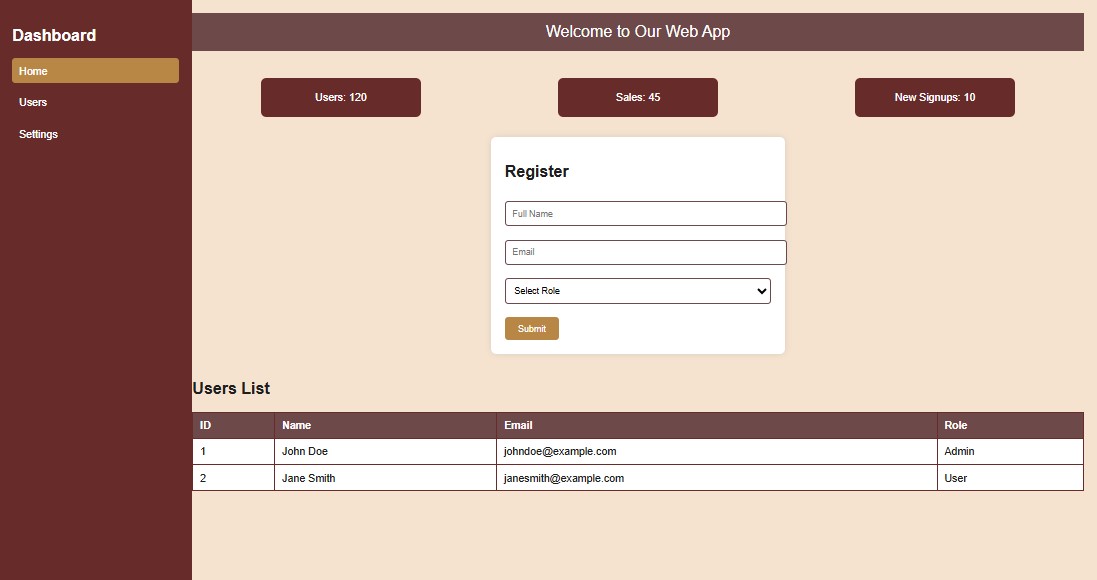 Dashboard
Home
Users
Settings
Welcome to Our Web App
Users: 120
Sales: 45
New Signups: 10
Register
Full Name
Email
Select Role
Submit
Users List
ID Name Email Role
1 John Doe johndoe@example.com Admin
2 Jane Smith janesmith@example.com User